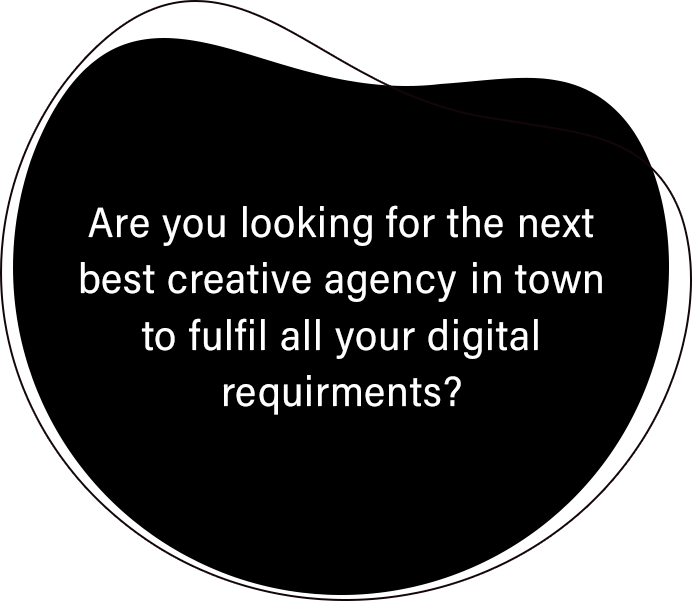 Are you looking for the next
best creative agency in town
to fulfil all your digital
requirments?